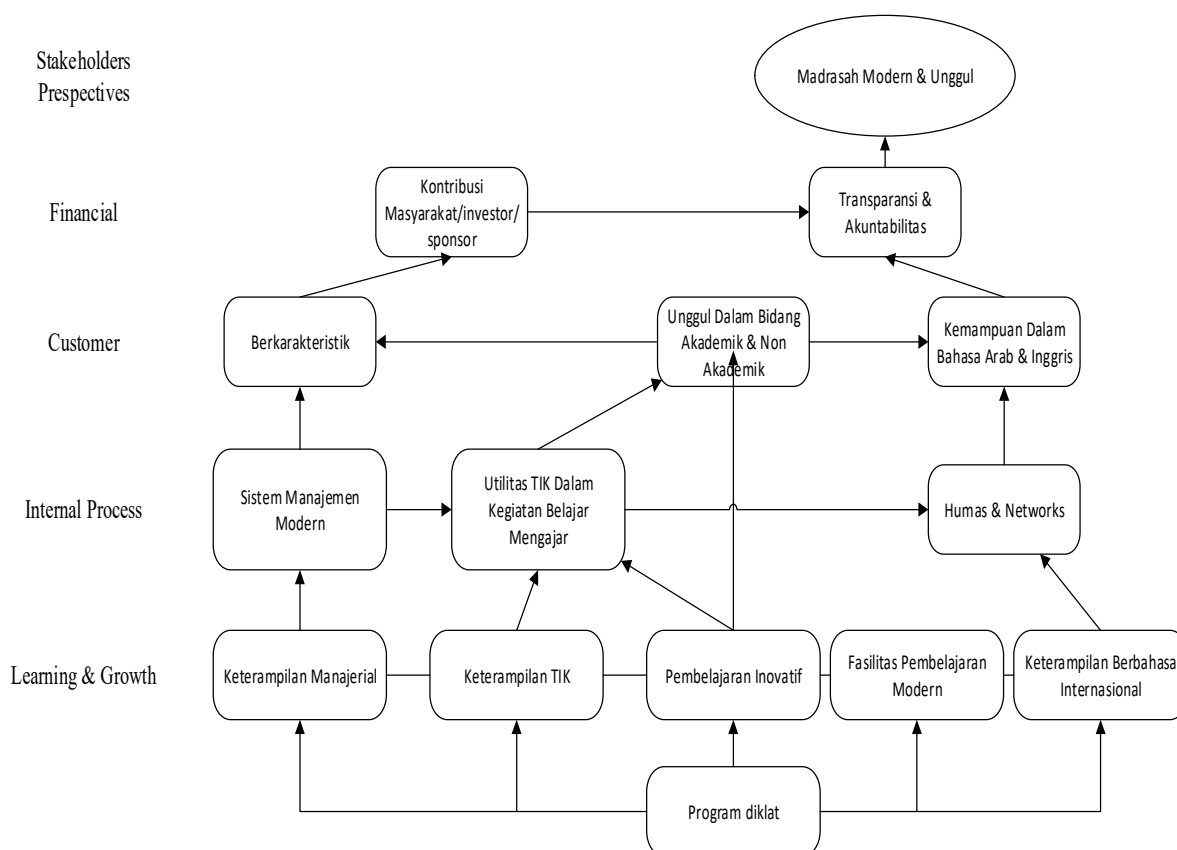 Stakeholders
Prespectives
Madrasah Modern & Unggul
Financial
Kontribusi
Masyarakat/investor/
sponsor
Transparansi &
Akuntabilitas
Customer
Berkarakteristik
Unggul Dalam Bidang
Akademik & Non
Akademik
Kemampuan Dalam
Bahasa Arab & Inggris
Internal Process
Sistem Manajemen
Modern
Utilitas TIK Dalam
Kegiatan Belajar
Mengajar
Humas & Networks
Learning & Growth
Keterampilan Manajerial
Keterampilan TIK
Pembelajaran Inovatif
Fasilitas Pembelajaran
Modern
Keterampilan Berbahasa
Internasional
Program diklat